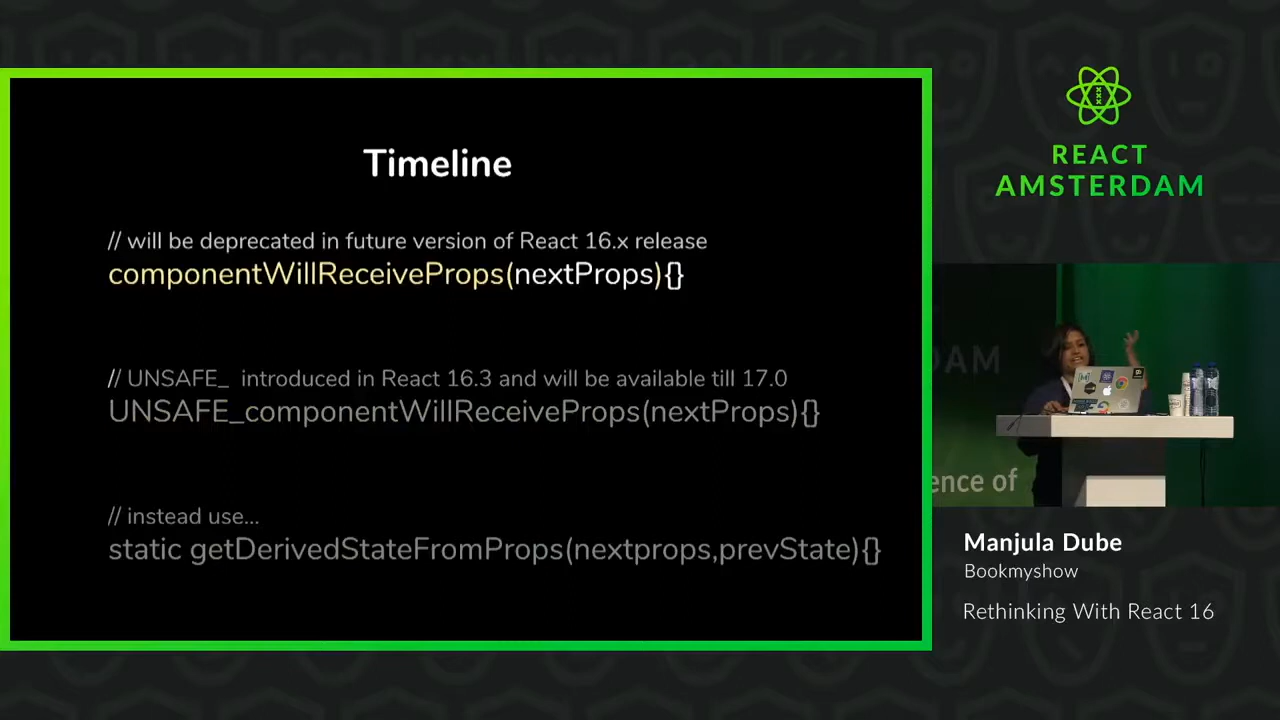 Timeline
// will be deprecated in future version of React 16.x release
componentWillReceiveProps(nextProps){}
// UNSAFE_ introduced in React 16.3 and will be available till 17.0
UNSAFE_componentWillReceiveProps(nextProps){}
// instead use...
static getDerivedStateFromProps(nextprops,prevState){}
REACT
AMSTERDAM
DAM
ence of
Manjula Dube
Bookmyshow
Rethinking With React 16